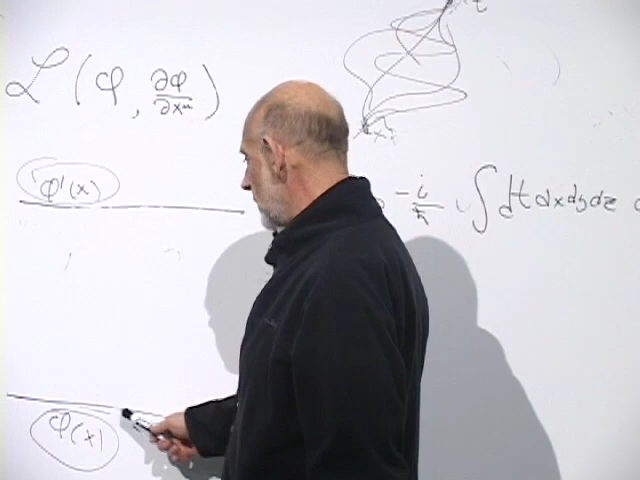 ℒ(φ, ∂φ/∂xᵘ)
φ'(x)
-i/ħ ∫dt dx dy dz
φ(x)